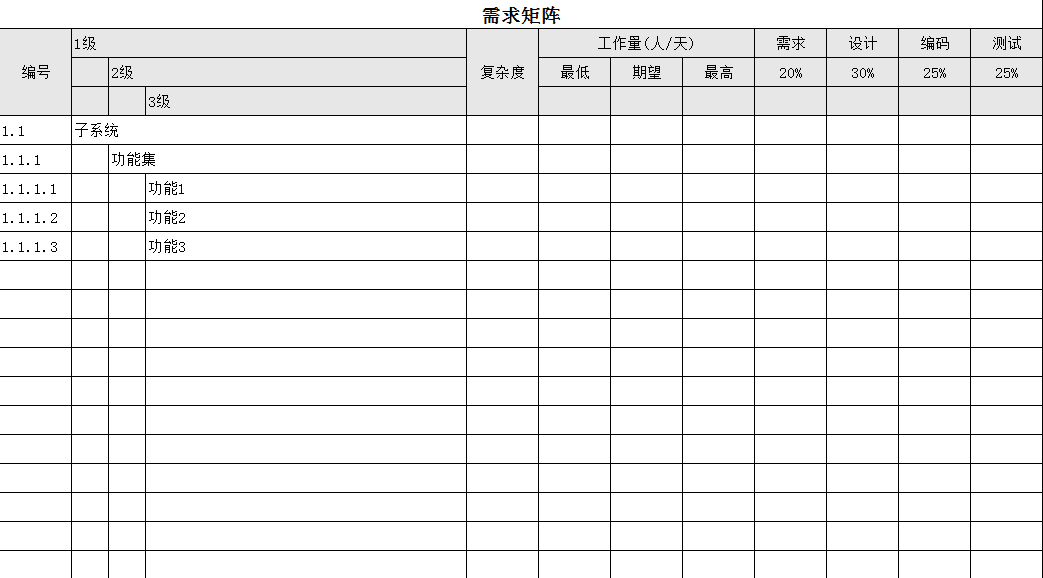 需求矩阵
编号 1级 复杂度 工作量(人/天) 需求 设计 编码 测试
2级 最低 期望 最高 20% 30% 25% 25%
3级
1.1 子系统
1.1.1 功能集
1.1.1.1 功能1
1.1.1.2 功能2
1.1.1.3 功能3